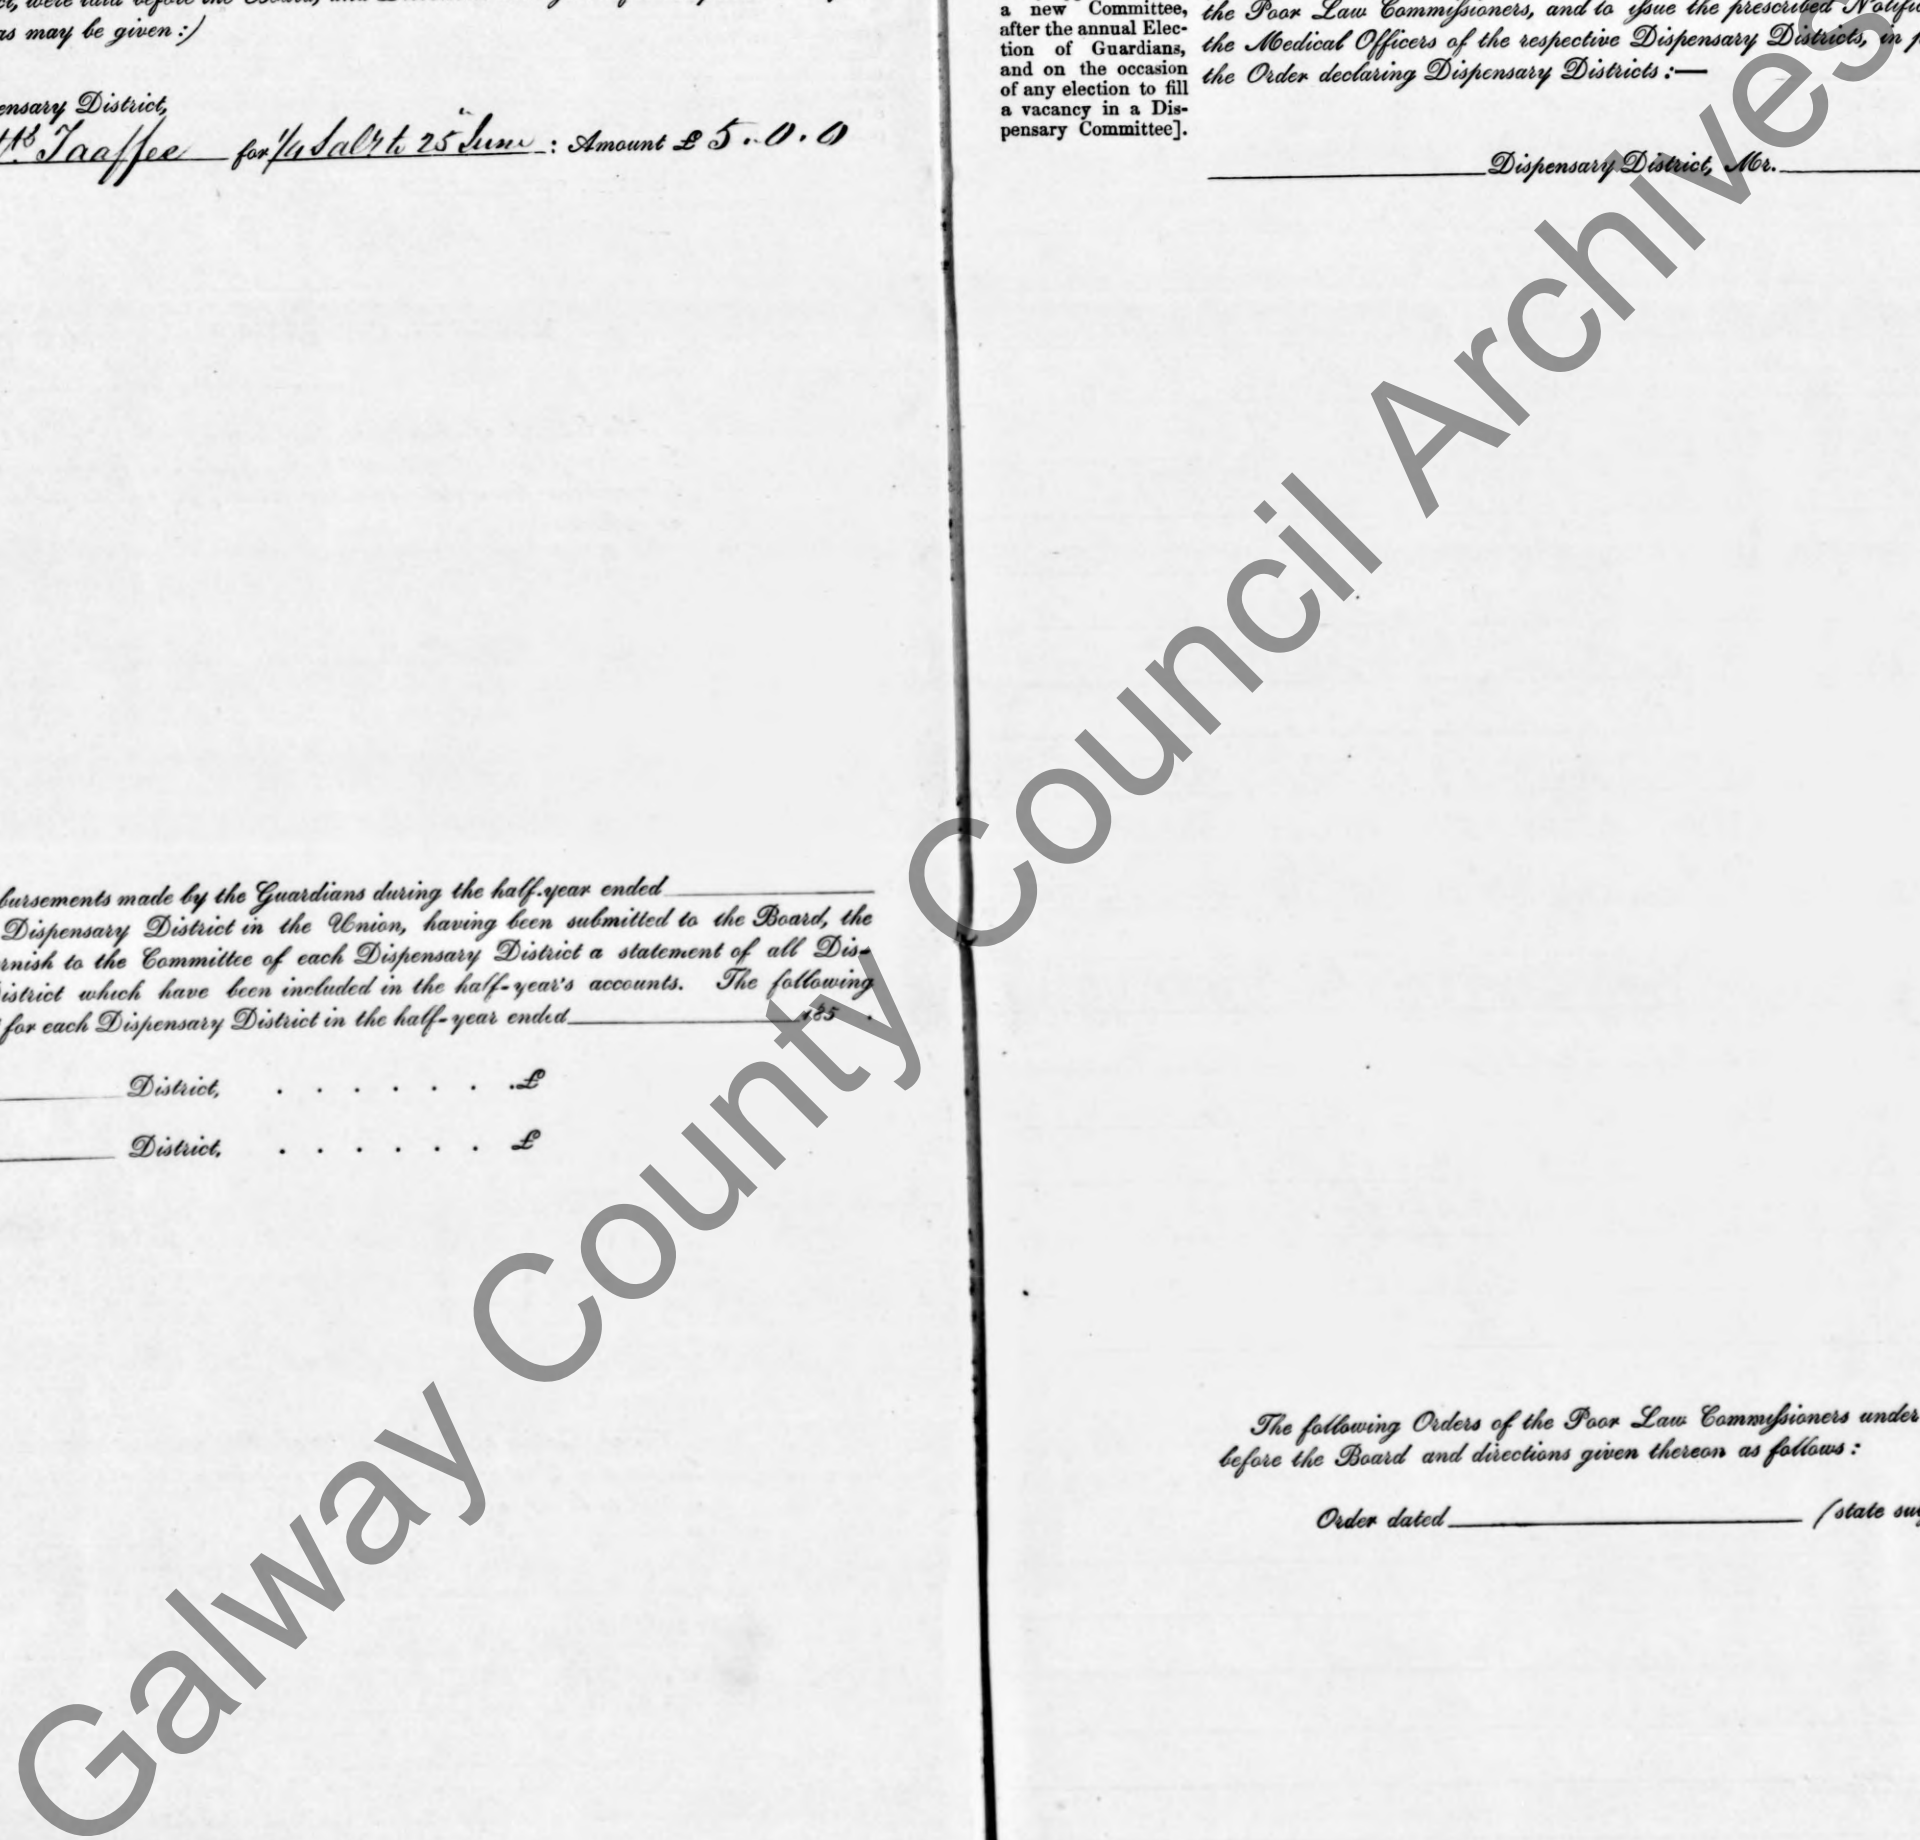 as may be given :)
ensary District,
Taaffee for 1/4 Saly to 25 June : Amount £ 5 . 0 . 0
bursements made by the Guardians during the half-year ended
Dispensary District in the Union, having been submitted to the Board, the
rnish to the Committee of each Dispensary District a statement of all Dis-
istrict which have been included in the half-year's accounts. The following
for each Dispensary District in the half-year ended 185 .
District, . . . . . . . £
District, . . . . . . £
a new Committee,
after the annual Elec-
tion of Guardians,
and on the occasion
of any election to fill
a vacancy in a Dis-
pensary Committee].
the Poor Law Commissioners, and to issue the prescribed Notific
the Medical Officers of the respective Dispensary Districts, in p
the Order declaring Dispensary Districts :—
Dispensary District, Mr.
The following Orders of the Poor Law Commissioners under
before the Board and directions given thereon as follows :
Order dated (state su
Galway County Council Archives